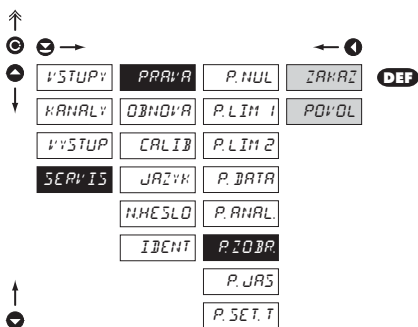 VSTUPY PRAVA P. NUL ZAKAZ DEF
KANALY OBNOVA P. LIM 1 POVOL
VYSTUP CALIB P. LIM 2
SERVIS JAZYK P. DATA
N.HESLO P. ANAL.
IDENT P. ZOBR.
P. JAS
P. SET. T